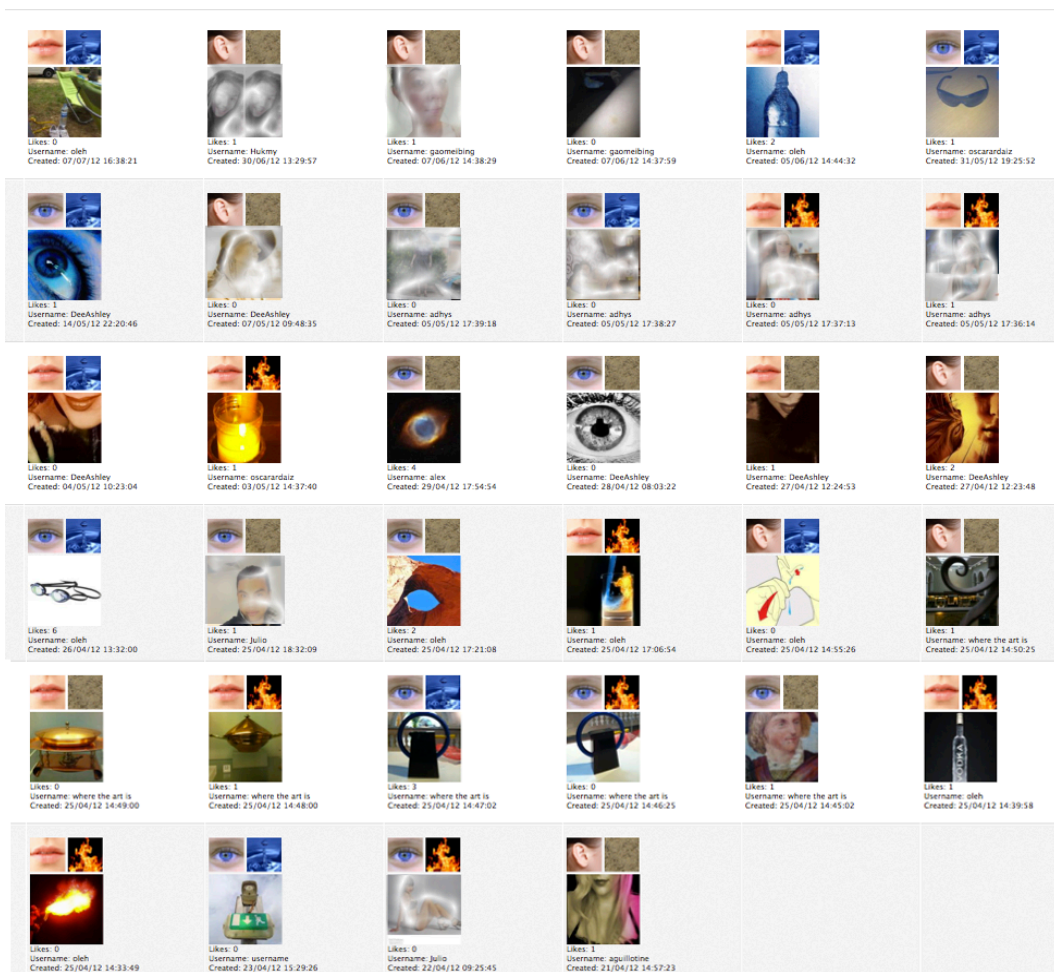 Likes: 0
Username: oleh
Created: 07/07/12 16:38:21
Likes: 1
Username: Hukmy
Created: 30/06/12 13:29:57
Likes: 1
Username: gaomeibing
Created: 07/06/12 14:38:29
Likes: 0
Username: gaomeibing
Created: 07/06/12 14:37:59
Likes: 2
Username: oleh
Created: 05/06/12 14:44:32
Likes: 1
Username: oscarardaiz
Created: 31/05/12 19:25:52
Likes: 1
Username: DeeAshley
Created: 14/05/12 22:20:46
Likes: 0
Username: DeeAshley
Created: 07/05/12 09:48:35
Likes: 0
Username: adhys
Created: 05/05/12 17:39:18
Likes: 0
Username: adhys
Created: 05/05/12 17:38:27
Likes: 0
Username: adhys
Created: 05/05/12 17:37:13
Likes: 1
Username: adhys
Created: 05/05/12 17:36:14
Likes: 0
Username: DeeAshley
Created: 04/05/12 10:23:04
Likes: 1
Username: oscarardaiz
Created: 03/05/12 14:37:40
Likes: 4
Username: alex
Created: 29/04/12 17:54:54
Likes: 0
Username: DeeAshley
Created: 28/04/12 08:03:22
Likes: 1
Username: DeeAshley
Created: 27/04/12 12:24:53
Likes: 2
Username: DeeAshley
Created: 27/04/12 12:23:48
Likes: 6
Username: oleh
Created: 26/04/12 13:32:00
Likes: 1
Username: Julio
Created: 25/04/12 18:32:09
Likes: 2
Username: oleh
Created: 25/04/12 17:21:08
Likes: 1
Username: oleh
Created: 25/04/12 17:06:54
Likes: 0
Username: oleh
Created: 25/04/12 14:55:26
Likes: 1
Username: where the art is
Created: 25/04/12 14:50:25
Likes: 0
Username: where the art is
Created: 25/04/12 14:49:00
Likes: 1
Username: where the art is
Created: 25/04/12 14:48:00
Likes: 3
Username: where the art is
Created: 25/04/12 14:47:02
Likes: 0
Username: where the art is
Created: 25/04/12 14:46:25
Likes: 1
Username: where the art is
Created: 25/04/12 14:45:02
VODKA
Likes: 1
Username: oleh
Created: 25/04/12 14:39:58
Likes: 0
Username: oleh
Created: 25/04/12 14:33:49
Likes: 0
Username: username
Created: 23/04/12 15:29:26
Likes: 0
Username: Julio
Created: 22/04/12 09:25:45
Likes: 1
Username: aguillotine
Created: 21/04/12 14:57:23